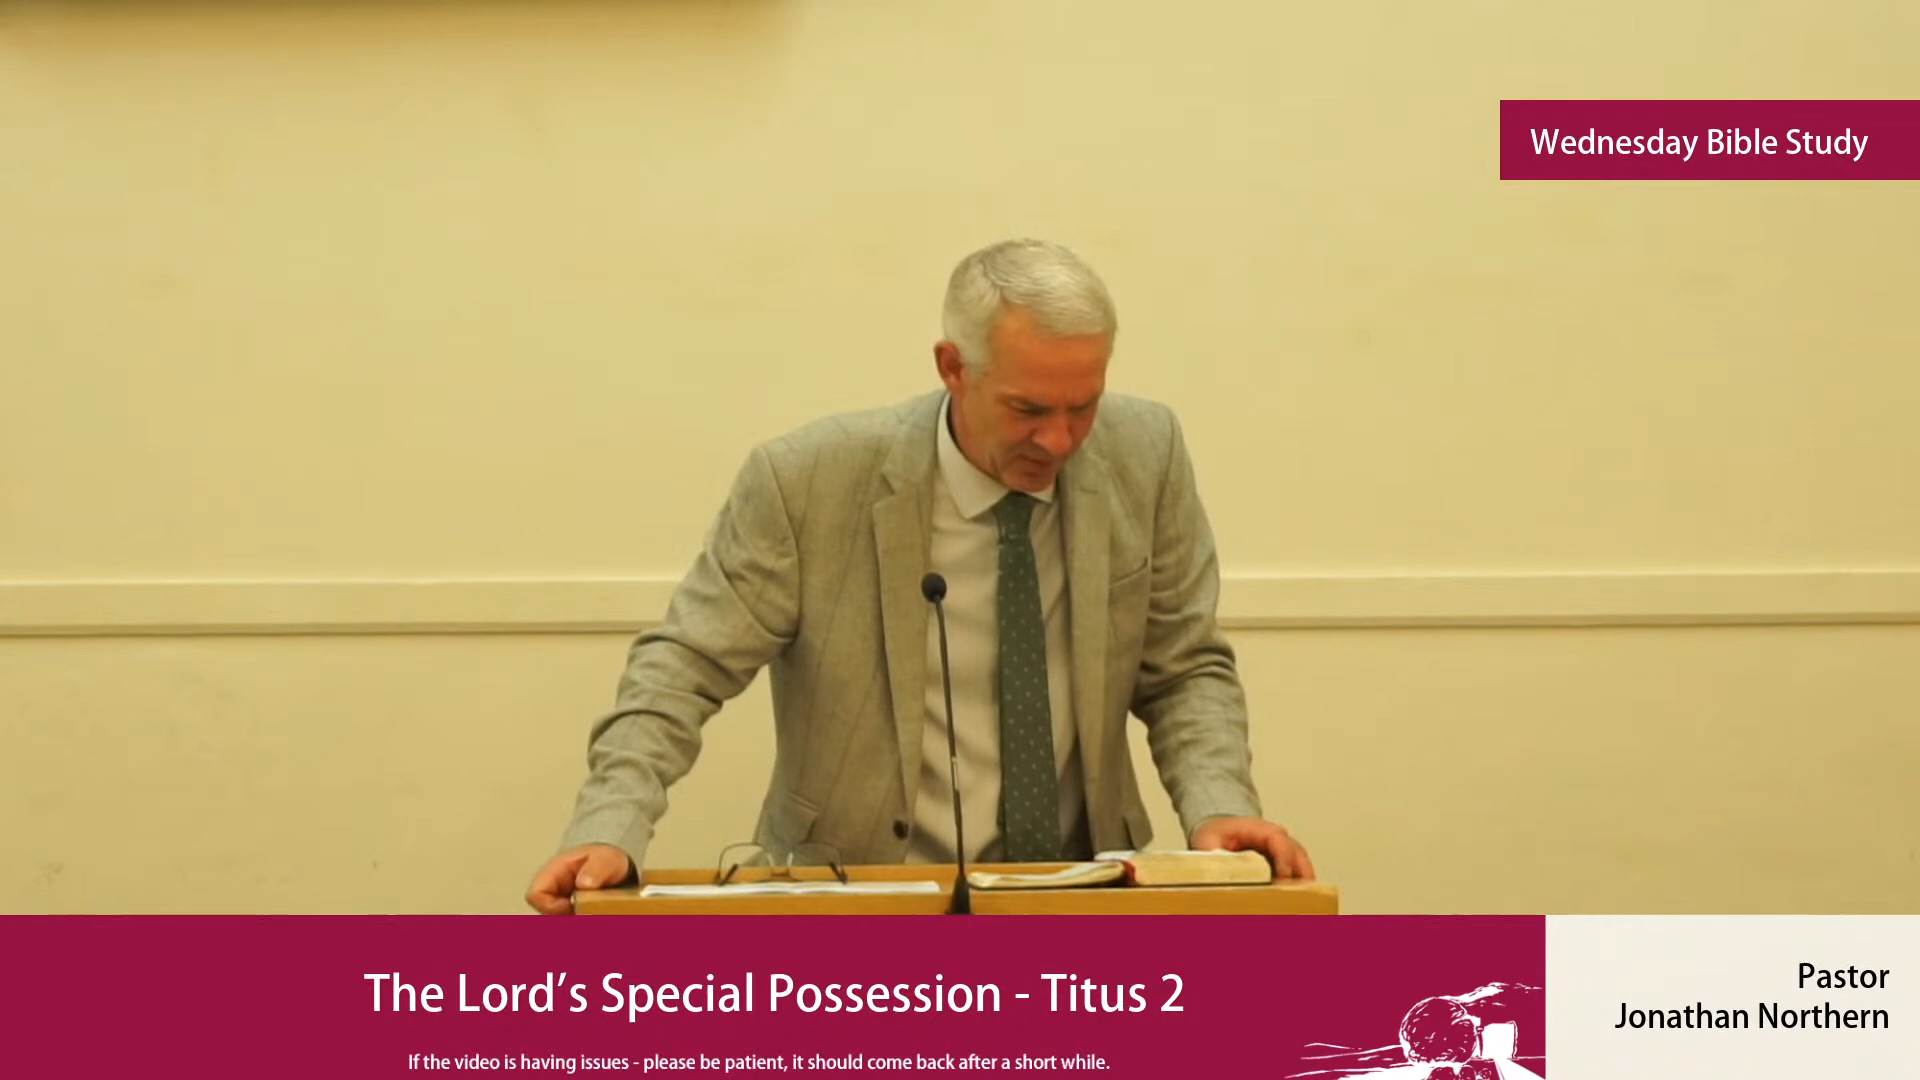 Wednesday Bible Study
The Lord’s Special Possession - Titus 2
If the video is having issues - please be patient, it should come back after a short while.
Pastor
Jonathan Northern